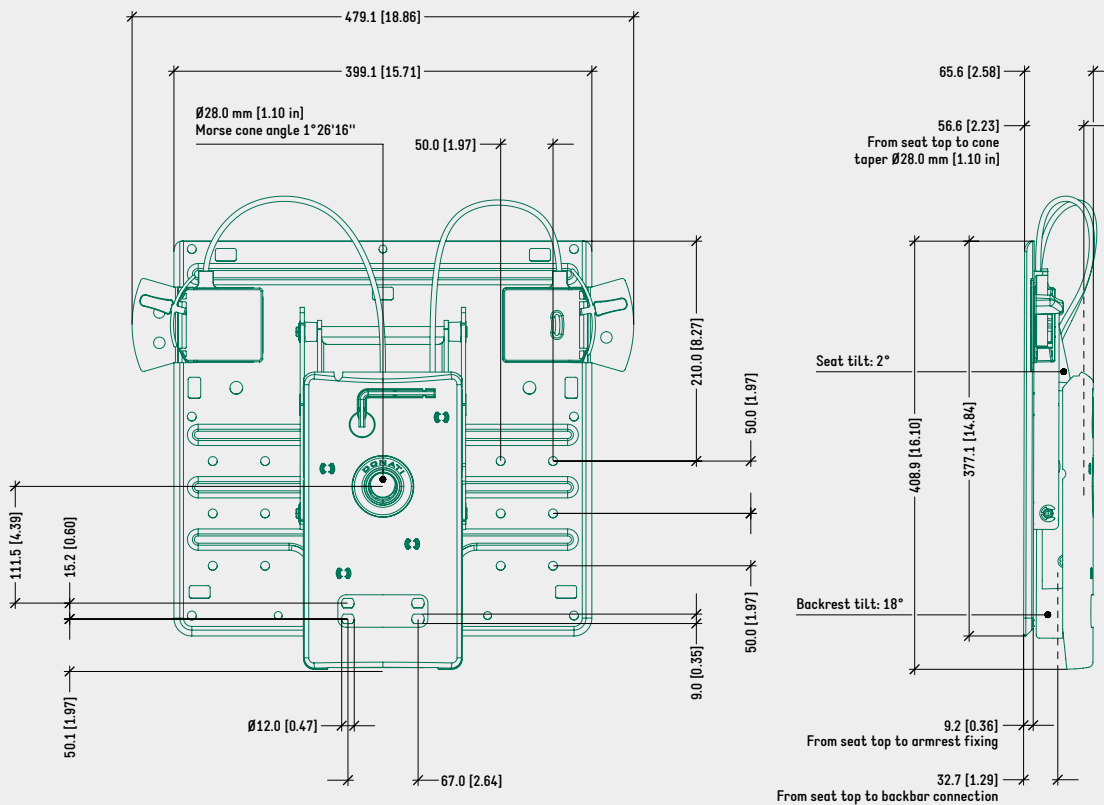 479.1 [18.86]
399.1 [15.71]
65.6 [2.58]
Ø28.0 mm [1.10 in]
Morse cone angle 1°26'16''
50.0 [1.97]
56.6 [2.23]
From seat top to cone
taper Ø28.0 mm [1.10 in]
210.0 [8.27]
50.0 [1.97]
Seat tilt: 2°
408.9 [16.10]
377.1 [14.84]
DONATI
111.5 [4.39]
15.2 [0.60]
50.0 [1.97]
Backrest tilt: 18°
9.0 [0.35]
50.1 [1.97]
Ø12.0 [0.47]
67.0 [2.64]
9.2 [0.36]
From seat top to armrest fixing
32.7 [1.29]
From seat top to backbar connection